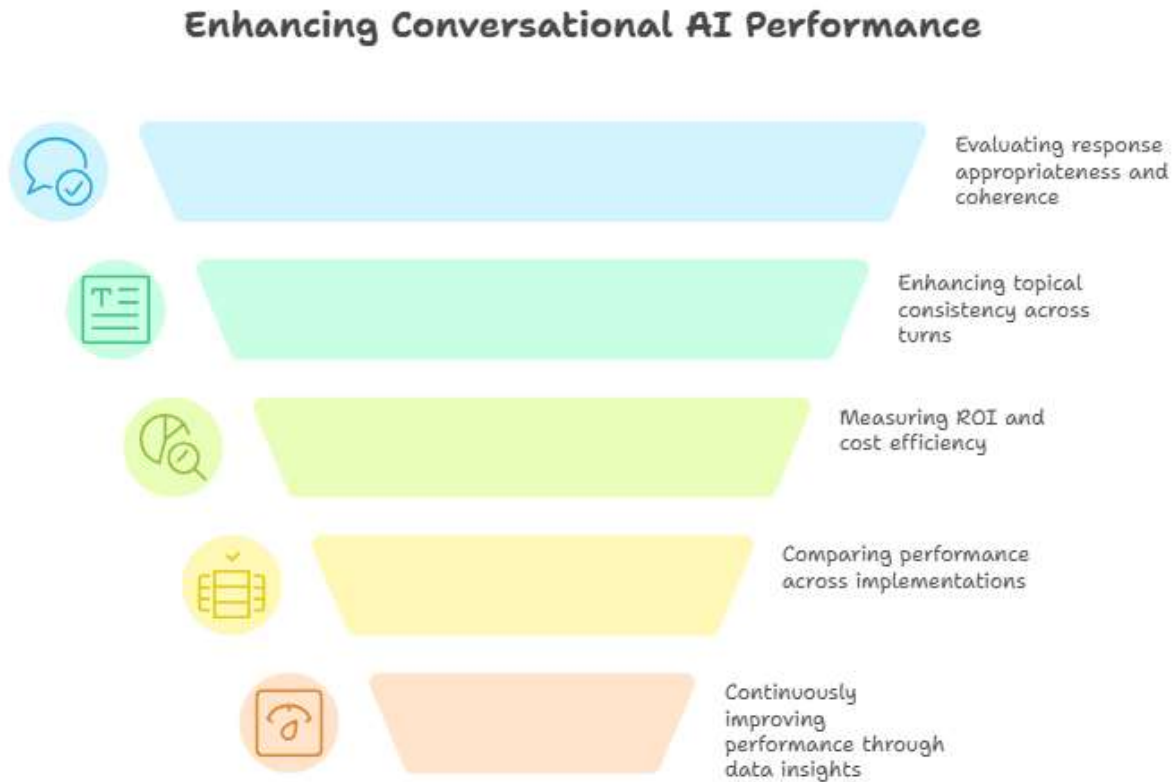 Enhancing Conversational AI Performance
Evaluating response
appropriateness and
coherence
T
Enhancing topical
consistency across
turns
Measuring ROI and
cost efficiency
Comparing performance
across implementations
Continuously
improving
performance through
data insights